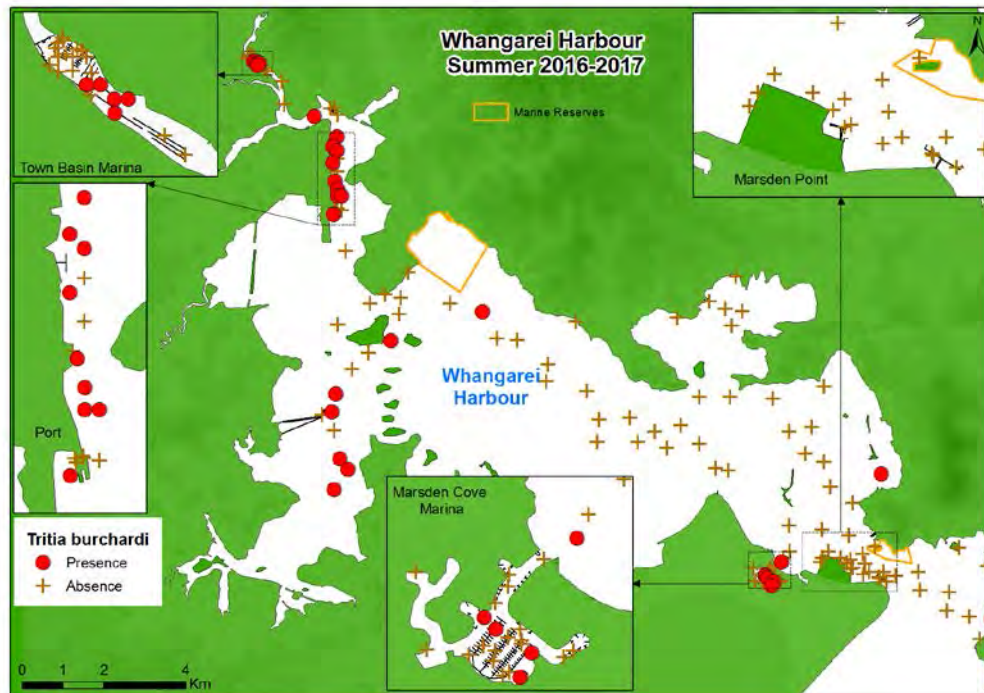 Whangarei Harbour
Summer 2016-2017
Marine Reserves
N
Town Basin Marina
Marsden Point
Port
Whangarei
Harbour
Marsden Cove
Marina
Tritia burchardi
Presence
Absence
0 1 2 4
Km